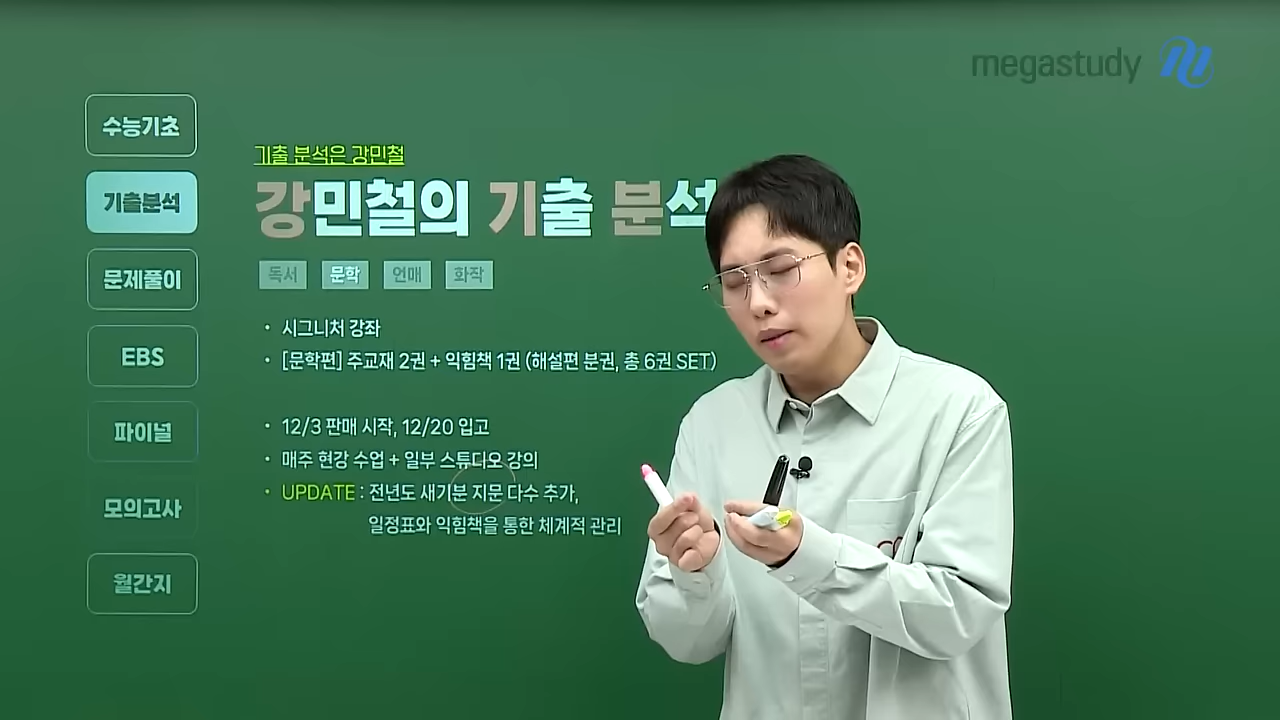 megastudy
수능기초
기출분석
문제풀이
EBS
파이널
모의고사
월간지
기출 분석은 강민철
강민철의 기출 분석
독서 문학 언매 화작
• 시그니처 강좌
• [문학편] 주교재 2권 + 익힘책 1권 (해설편 분권, 총 6권 SET)
• 12/3 판매 시작, 12/20 입고
• 매주 현강 수업 + 일부 스튜디오 강의
• UPDATE : 전년도 새기분 지문 다수 추가,
일정표와 익힘책을 통한 체계적 관리